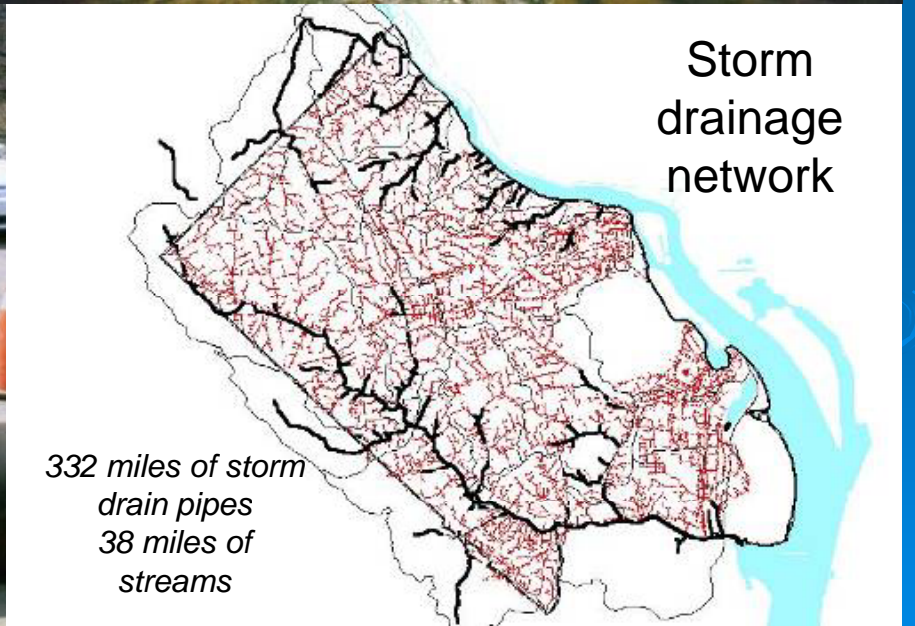 Storm
drainage
network
332 miles of storm
drain pipes
38 miles of
streams